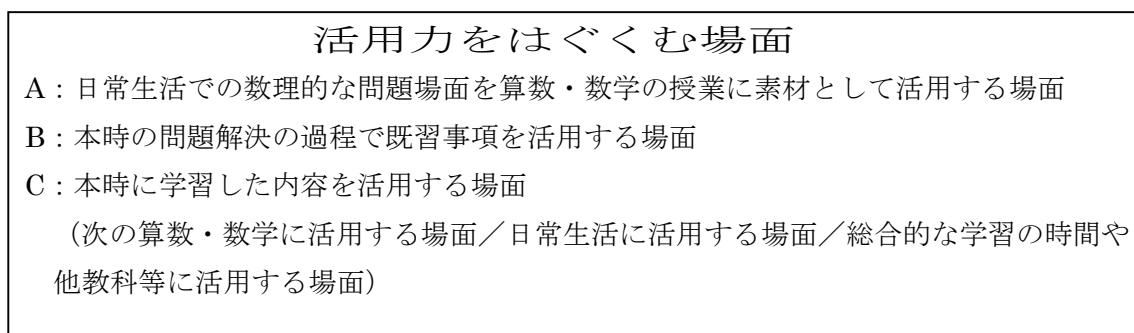 活用力をはぐくむ場面
A：日常生活での数理的な問題場面を算数・数学の授業に素材として活用する場面
B：本時の問題解決の過程で既習事項を活用する場面
C：本時に学習した内容を活用する場面
（次の算数・数学に活用する場面／日常生活に活用する場面／総合的な学習の時間や
他教科等に活用する場面）